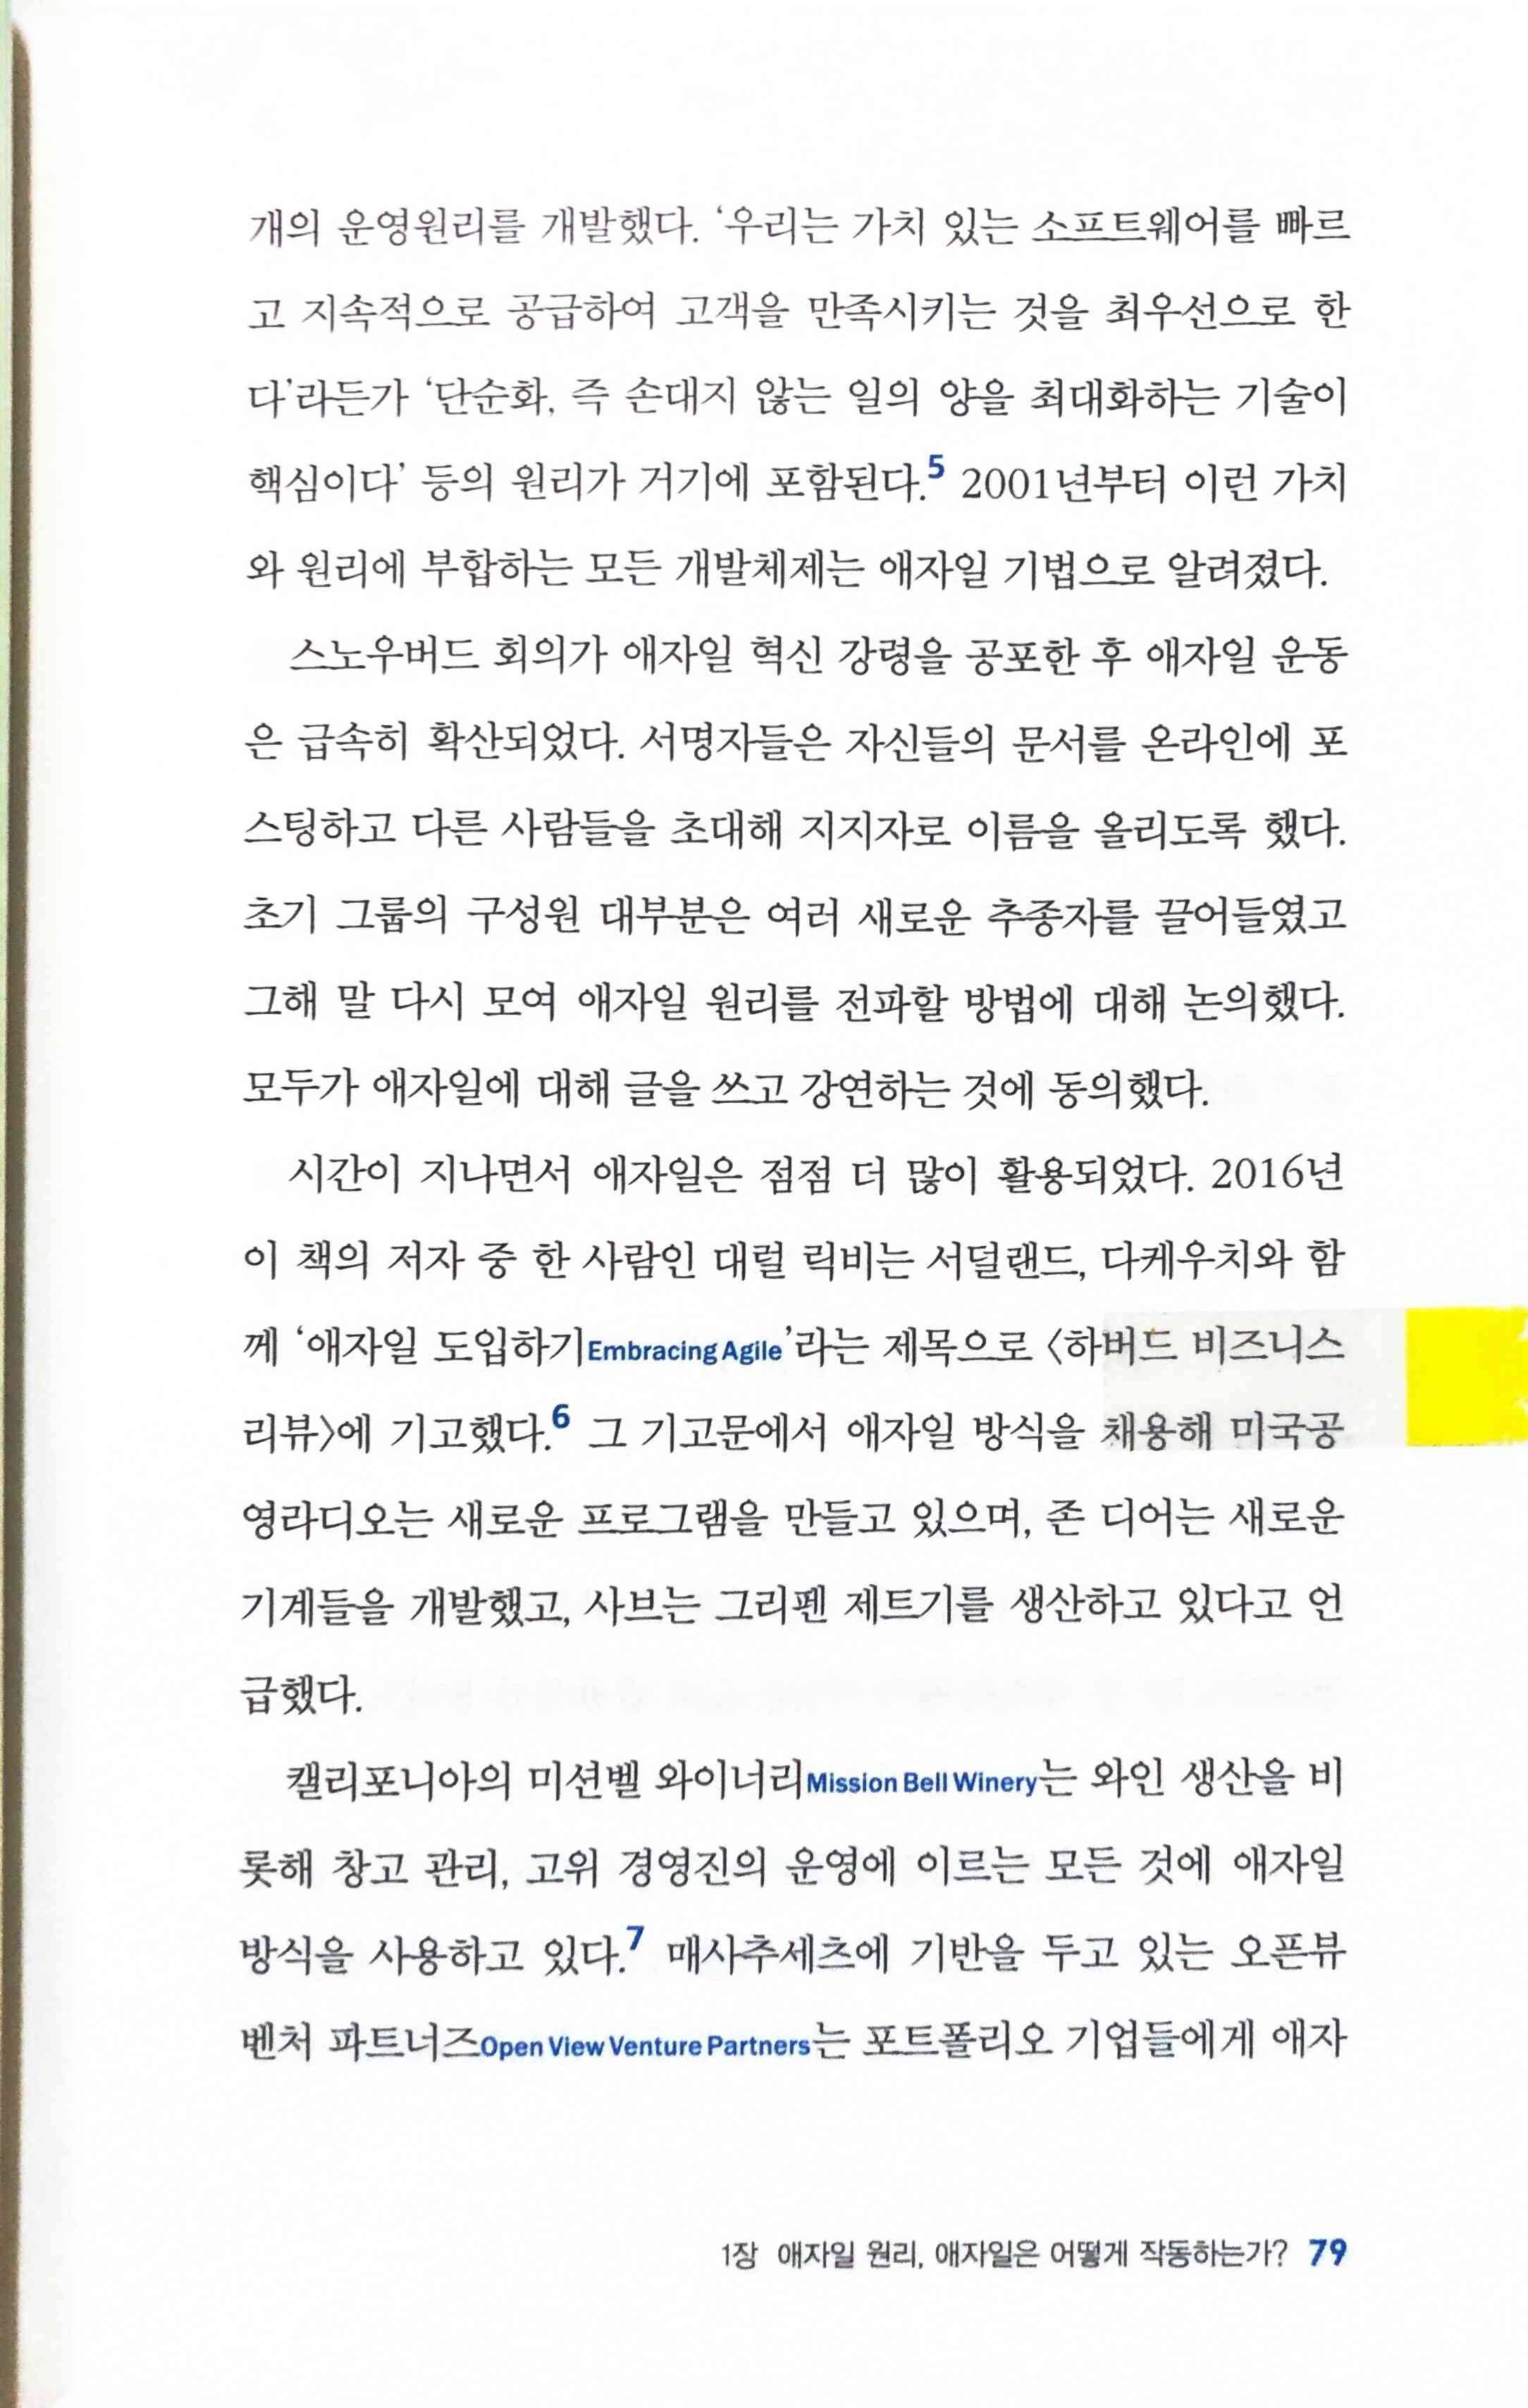 개의 운영원리를 개발했다. ‘우리는 가치 있는 소프트웨어를 빠르
고 지속적으로 공급하여 고객을 만족시키는 것을 최우선으로 한
다’라든가 ‘단순화, 즉 손대지 않는 일의 양을 최대화하는 기술이
핵심이다’ 등의 원리가 거기에 포함된다.5 2001년부터 이런 가치
와 원리에 부합하는 모든 개발체제는 애자일 기법으로 알려졌다.
스노우버드 회의가 애자일 혁신 강령을 공포한 후 애자일 운동
은 급속히 확산되었다. 서명자들은 자신들의 문서를 온라인에 포
스팅하고 다른 사람들을 초대해 지지자로 이름을 올리도록 했다.
초기 그룹의 구성원 대부분은 여러 새로운 추종자를 끌어들였고
그해 말 다시 모여 애자일 원리를 전파할 방법에 대해 논의했다.
모두가 애자일에 대해 글을 쓰고 강연하는 것에 동의했다.
시간이 지나면서 애자일은 점점 더 많이 활용되었다. 2016년
이 책의 저자 중 한 사람인 대럴 릭비는 서덜랜드, 다케우치와 함
께 ‘애자일 도입하기Embracing Agile’라는 제목으로 〈하버드 비즈니스
리뷰〉에 기고했다.6 그 기고문에서 애자일 방식을 채용해 미국공
영라디오는 새로운 프로그램을 만들고 있으며, 존 디어는 새로운
기계들을 개발했고, 사브는 그리펜 제트기를 생산하고 있다고 언
급했다.
캘리포니아의 미션벨 와이너리Mission Bell Winery는 와인 생산을 비
롯해 창고 관리, 고위 경영진의 운영에 이르는 모든 것에 애자일
방식을 사용하고 있다.7 매사추세츠에 기반을 두고 있는 오픈뷰
벤처 파트너즈Open View Venture Partners는 포트폴리오 기업들에게 애자
1장 애자일 원리, 애자일은 어떻게 작동하는가? 79